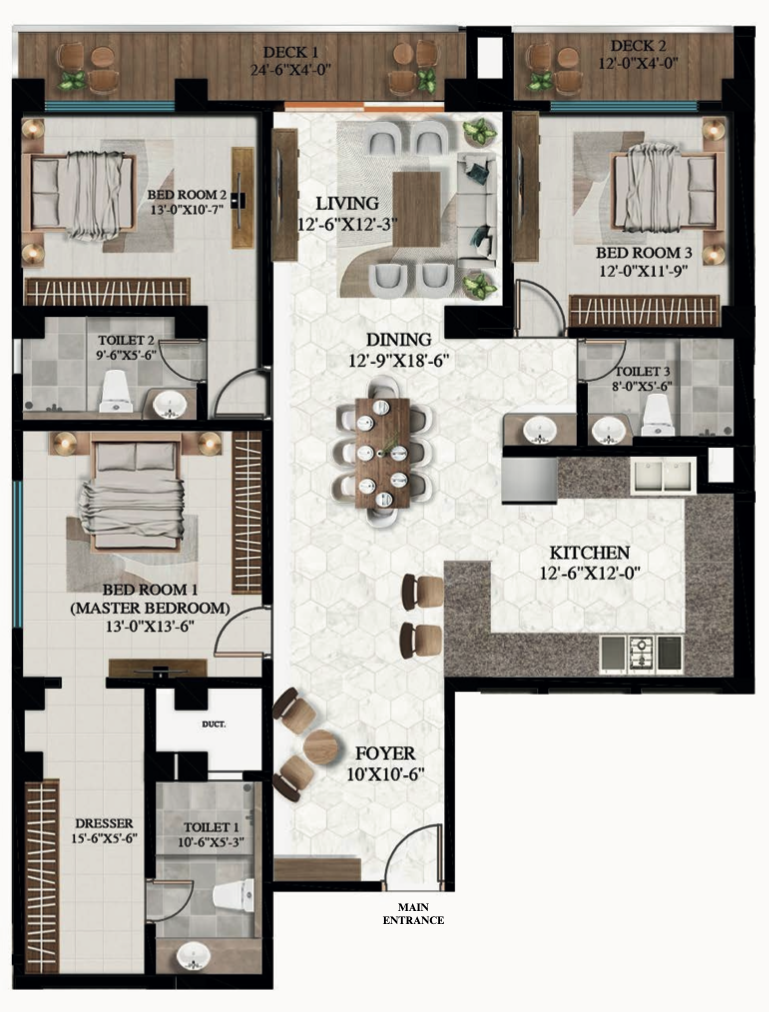 DECK 1
24'-6"X4'-0"
DECK 2
12'-0"X4'-0"
BED ROOM 2
13'-0"X10'-7"
LIVING
12'-6"X12'-3"
BED ROOM 3
12'-0"X11'-9"
TOILET 2
9'-6"X5'-6"
DINING
12'-9"X18'-6"
TOILET 3
8'-0"X5'-6"
KITCHEN
12'-6"X12'-0"
BED ROOM 1
(MASTER BEDROOM)
13'-0"X13'-6"
DUCT.
FOYER
10'X10'-6"
DRESSER
15'-6"X5'-6"
TOILET 1
10'-6"X5'-3"
MAIN
ENTRANCE